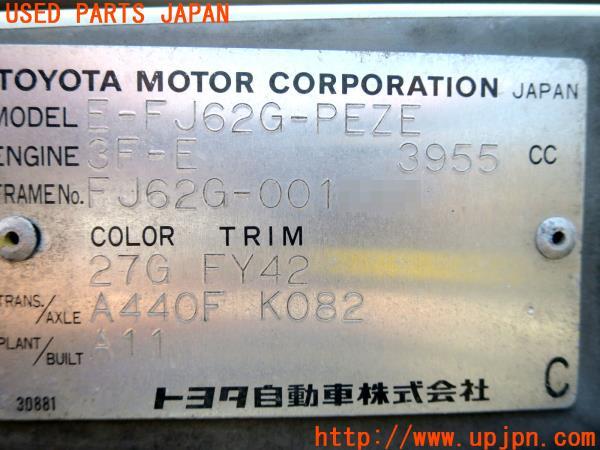 USED PARTS JAPAN
TOYOTA MOTOR CORPORATION JAPAN
MODEL E-FJ62G-PEZE
ENGINE 3F-E 3955 CC
FRAME No. FJ62G-001
COLOR TRIM
27G FY42
TRANS./AXLE A440F K082
PLANT/BUILT A11
30881 トヨタ自動車株式会社 C
http://www.upjpn.com/